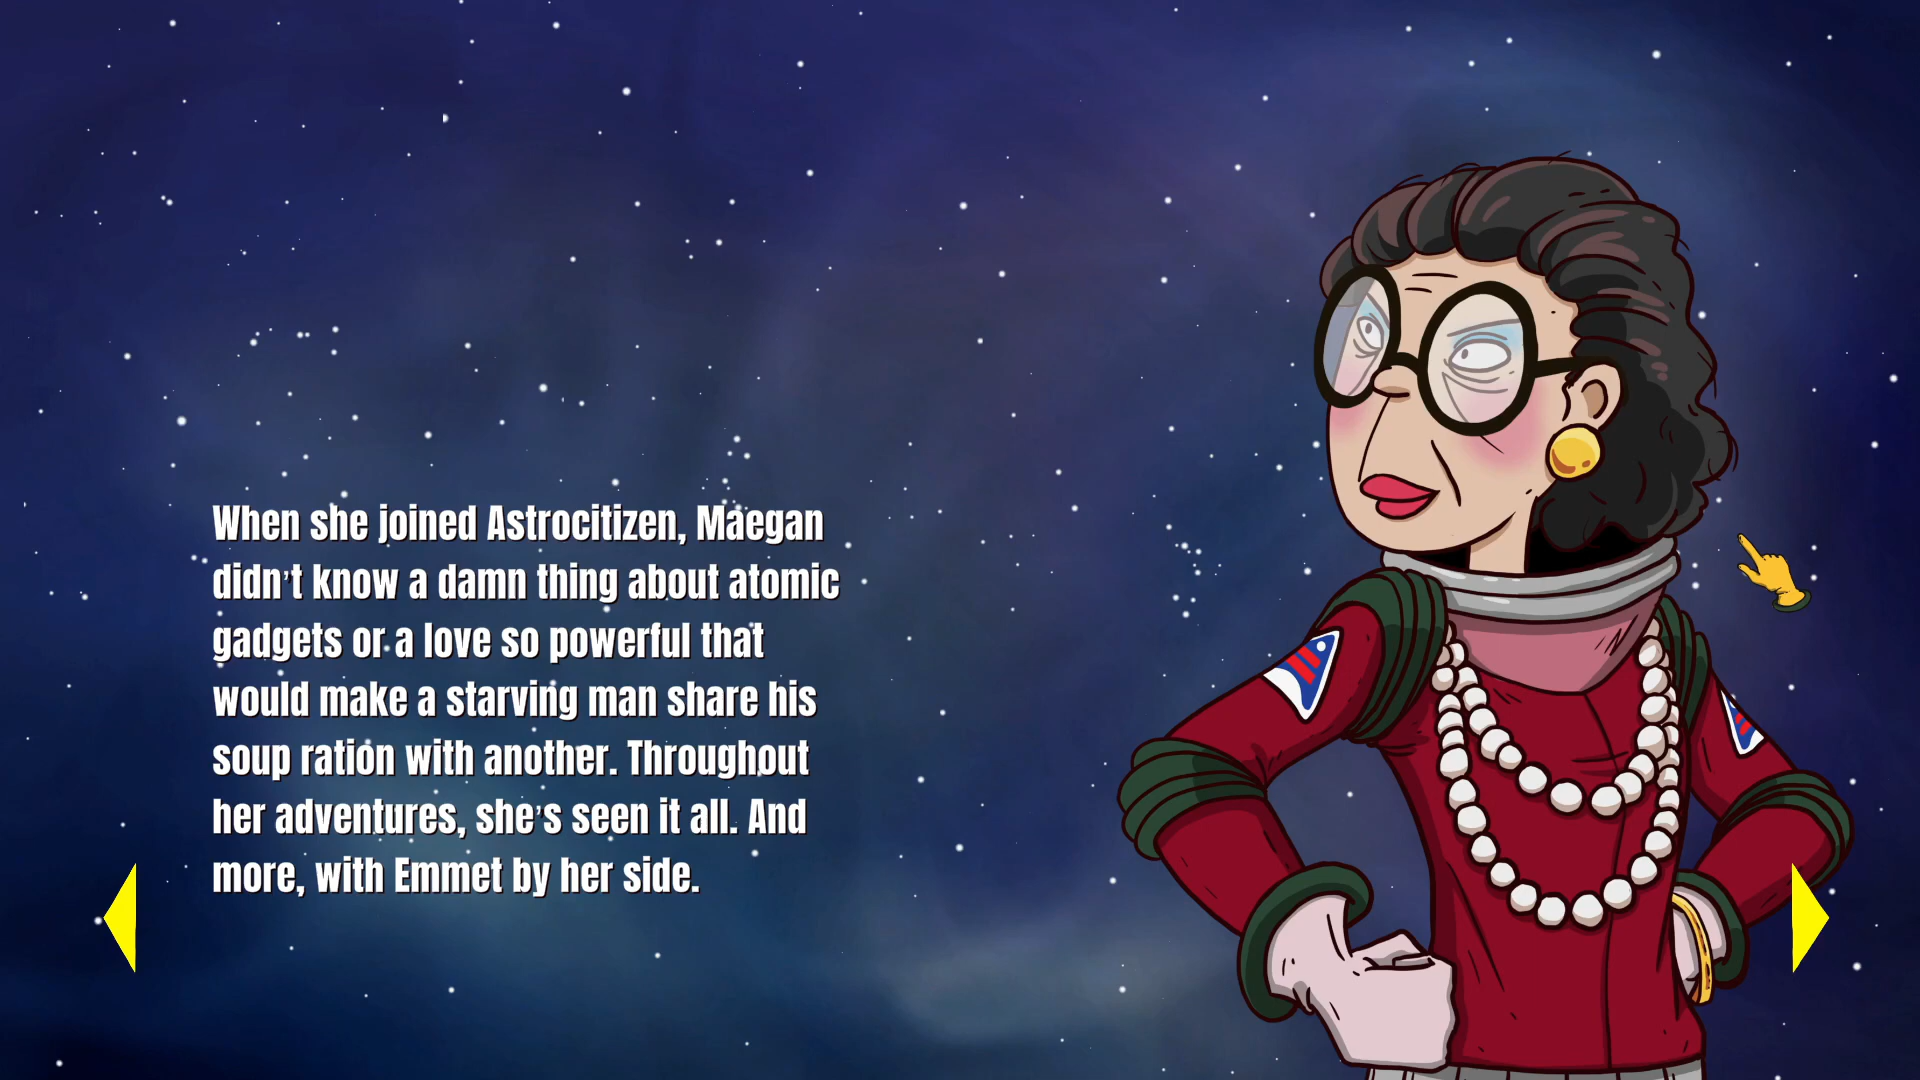 When she joined Astrocitizen, Maegan
didn't know a damn thing about atomic
gadgets or a love so powerful that
would make a starving man share his
soup ration with another. Throughout
her adventures, she's seen it all. And
more, with Emmet by her side.